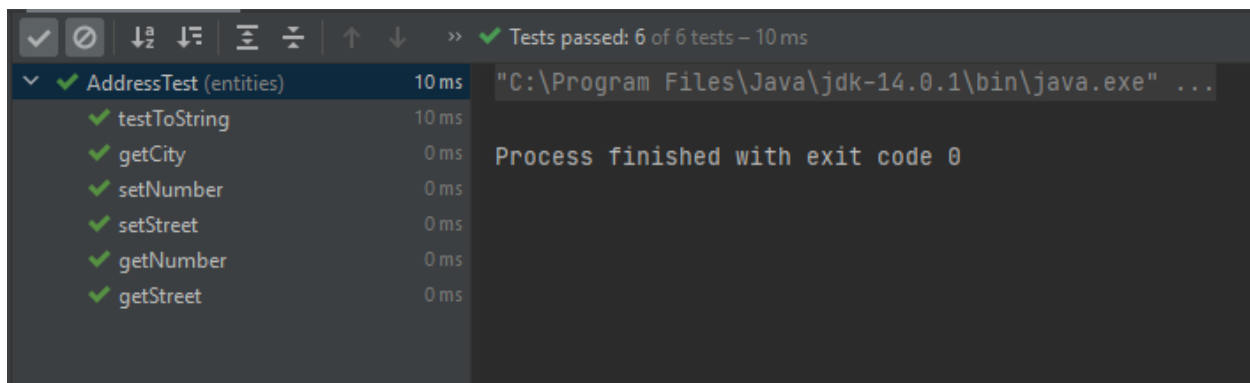 » Tests passed: 6 of 6 tests – 10 ms
AddressTest (entities) 10 ms
testToString 10 ms
getCity 0 ms
setNumber 0 ms
setStreet 0 ms
getNumber 0 ms
getStreet 0 ms
"C:\Program Files\Java\jdk-14.0.1\bin\java.exe" ...
Process finished with exit code 0